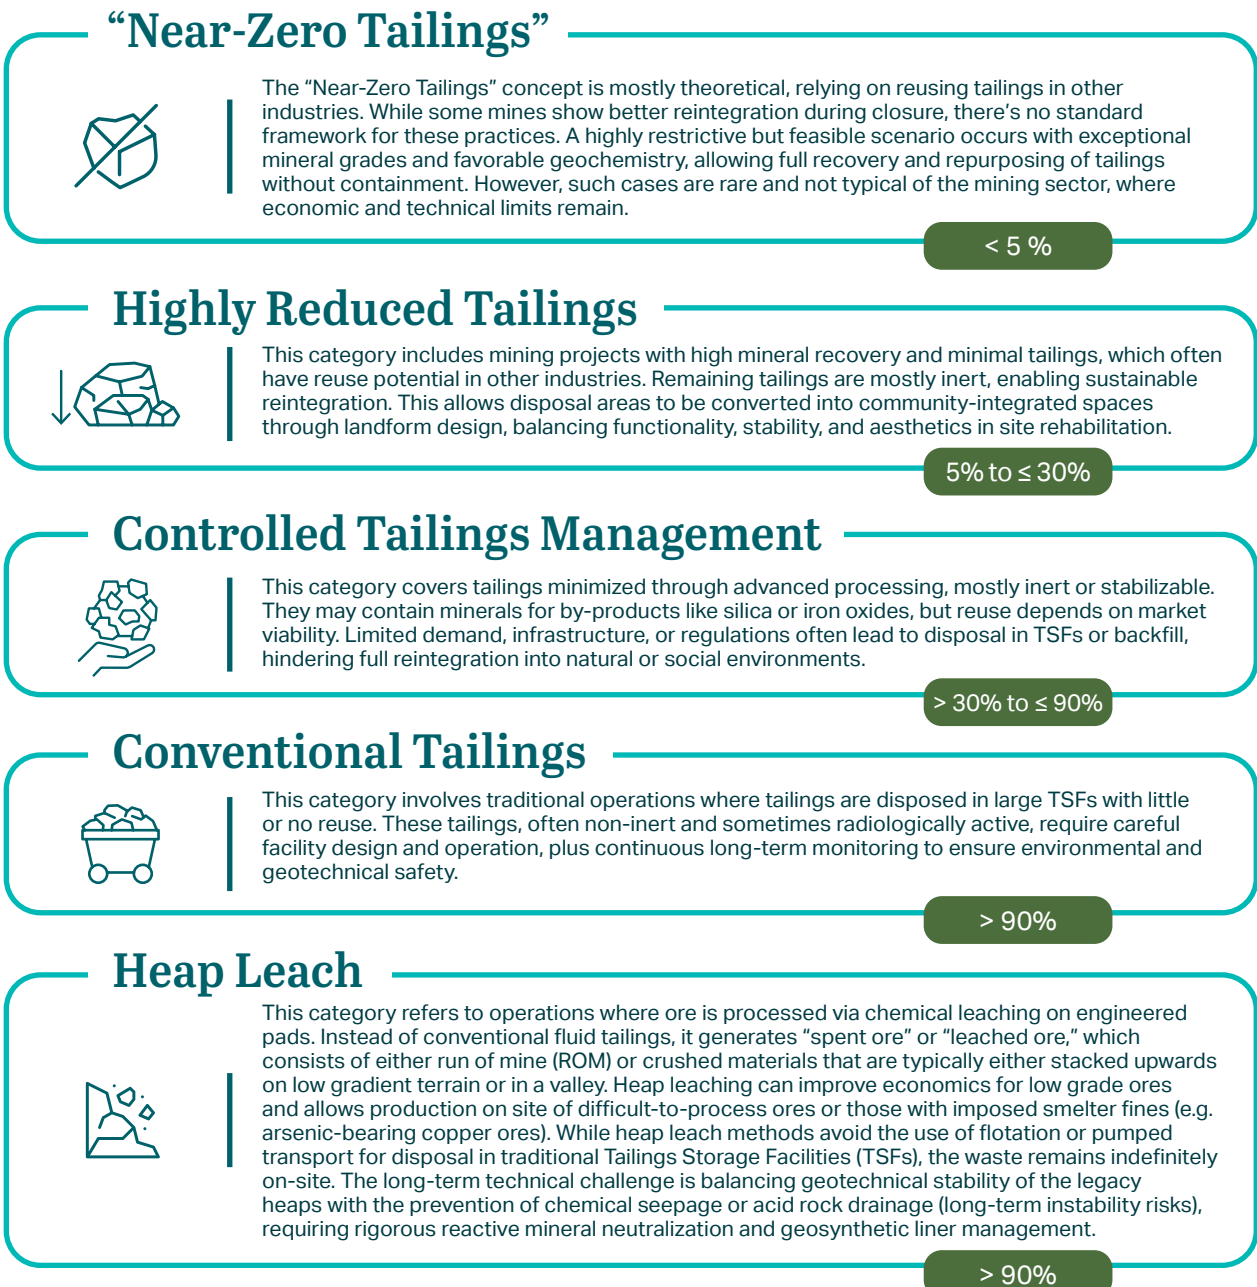 “Near-Zero Tailings”
The “Near-Zero Tailings” concept is mostly theoretical, relying on reusing tailings in other
industries. While some mines show better reintegration during closure, there’s no standard
framework for these practices. A highly restrictive but feasible scenario occurs with exceptional
mineral grades and favorable geochemistry, allowing full recovery and repurposing of tailings
without containment. However, such cases are rare and not typical of the mining sector, where
economic and technical limits remain.
< 5 %
Highly Reduced Tailings
This category includes mining projects with high mineral recovery and minimal tailings, which often
have reuse potential in other industries. Remaining tailings are mostly inert, enabling sustainable
reintegration. This allows disposal areas to be converted into community-integrated spaces
through landform design, balancing functionality, stability, and aesthetics in site rehabilitation.
5% to ≤ 30%
Controlled Tailings Management
This category covers tailings minimized through advanced processing, mostly inert or stabilizable.
They may contain minerals for by-products like silica or iron oxides, but reuse depends on market
viability. Limited demand, infrastructure, or regulations often lead to disposal in TSFs or backfill,
hindering full reintegration into natural or social environments.
> 30% to ≤ 90%
Conventional Tailings
This category involves traditional operations where tailings are disposed in large TSFs with little
or no reuse. These tailings, often non-inert and sometimes radiologically active, require careful
facility design and operation, plus continuous long-term monitoring to ensure environmental and
geotechnical safety.
> 90%
Heap Leach
This category refers to operations where ore is processed via chemical leaching on engineered
pads. Instead of conventional fluid tailings, it generates “spent ore” or “leached ore,” which
consists of either run of mine (ROM) or crushed materials that are typically either stacked upwards
on low gradient terrain or in a valley. Heap leaching can improve economics for low grade ores
and allows production on site of difficult-to-process ores or those with imposed smelter fines (e.g.
arsenic-bearing copper ores). While heap leach methods avoid the use of flotation or pumped
transport for disposal in traditional Tailings Storage Facilities (TSFs), the waste remains indefinitely
on-site. The long-term technical challenge is balancing geotechnical stability of the legacy
heaps with the prevention of chemical seepage or acid rock drainage (long-term instability risks),
requiring rigorous reactive mineral neutralization and geosynthetic liner management.
> 90%